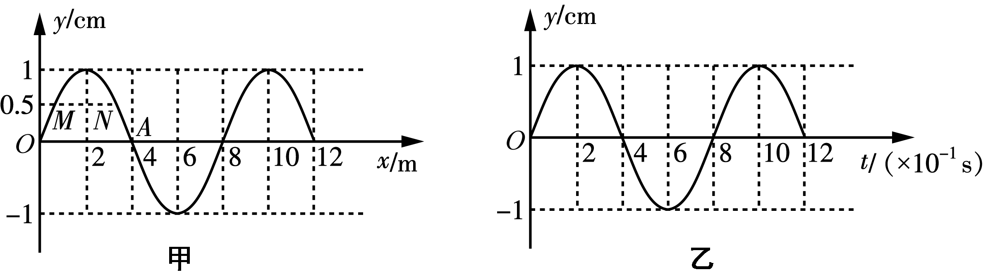 y/cm
1
0.5
M N A
O 2 4 6 8 10 12
x/m
−1
甲
y/cm
1
O 2 4 6 8 10 12
t/（×10⁻¹ s）
−1
乙